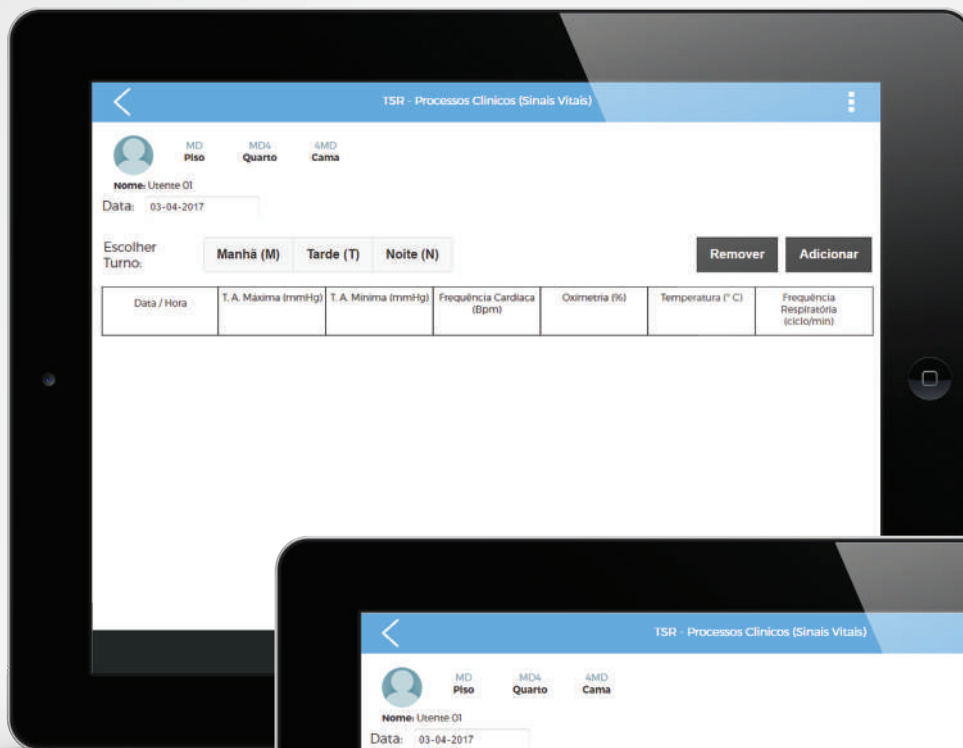 TSR - Processos Clínicos (Sinais Vitais)
MD MD4 4MD
Piso Quarto Cama
Nome: Utente 01
Data: 03-04-2017
Escolher
Turno:
Manhã (M) Tarde (T) Noite (N) Remover Adicionar
Data / Hora T. A. Máxima (mmHg) T. A. Mínima (mmHg) Frequência Cardíaca (Bpm) Oximetria (%) Temperatura (° C) Frequência Respiratória (ciclo/min)
TSR - Processos Clínicos (Sinais Vitais)
MD MD4 4MD
Piso Quarto Cama
Nome: Utente 01
Data: 03-04-2017